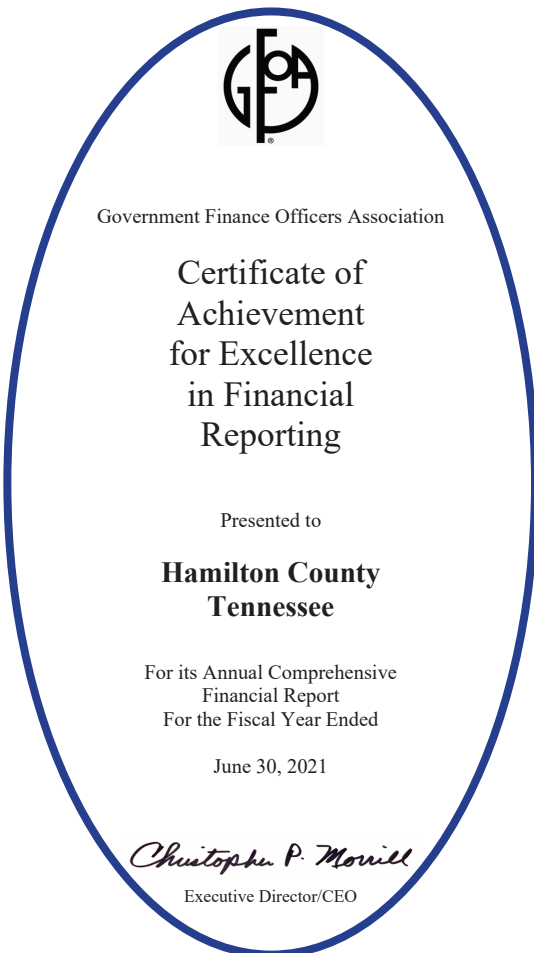 GFOA
®
Government Finance Officers Association
Certificate of
Achievement
for Excellence
in Financial
Reporting
Presented to
Hamilton County
Tennessee
For its Annual Comprehensive
Financial Report
For the Fiscal Year Ended
June 30, 2021
Christopher P. Morrill
Executive Director/CEO